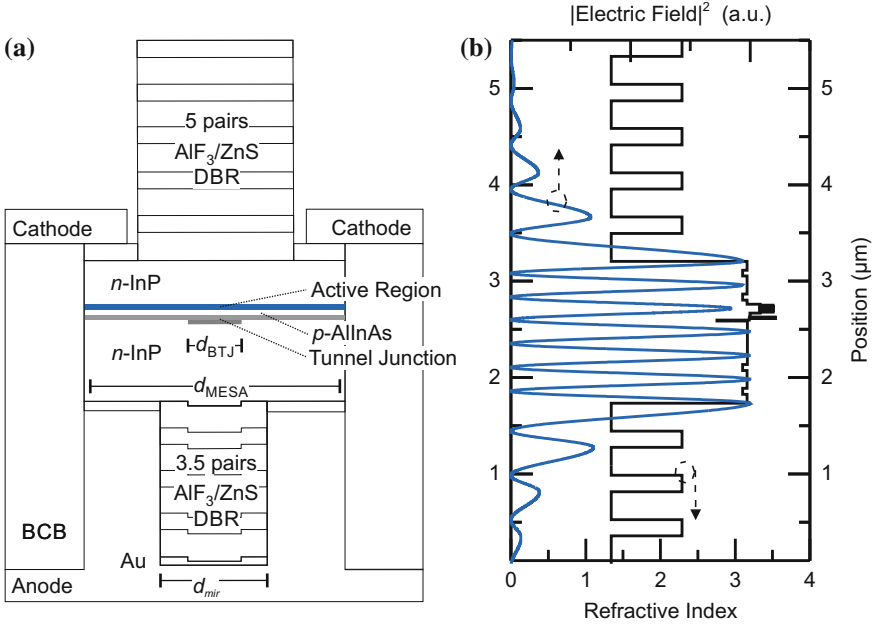 (a)
5 pairs
AlF₃/ZnS
DBR
Cathode
Cathode
n-InP
Active Region
p-AlInAs
Tunnel Junction
n-InP
d_BTJ
d_MESA
3.5 pairs
AlF₃/ZnS
DBR
BCB
Au
Anode
d_mir
(b)
|Electric Field|² (a.u.)
5
4
3
2
1
5
4
3
2
1
Position (µm)
0 1 2 3 4
Refractive Index